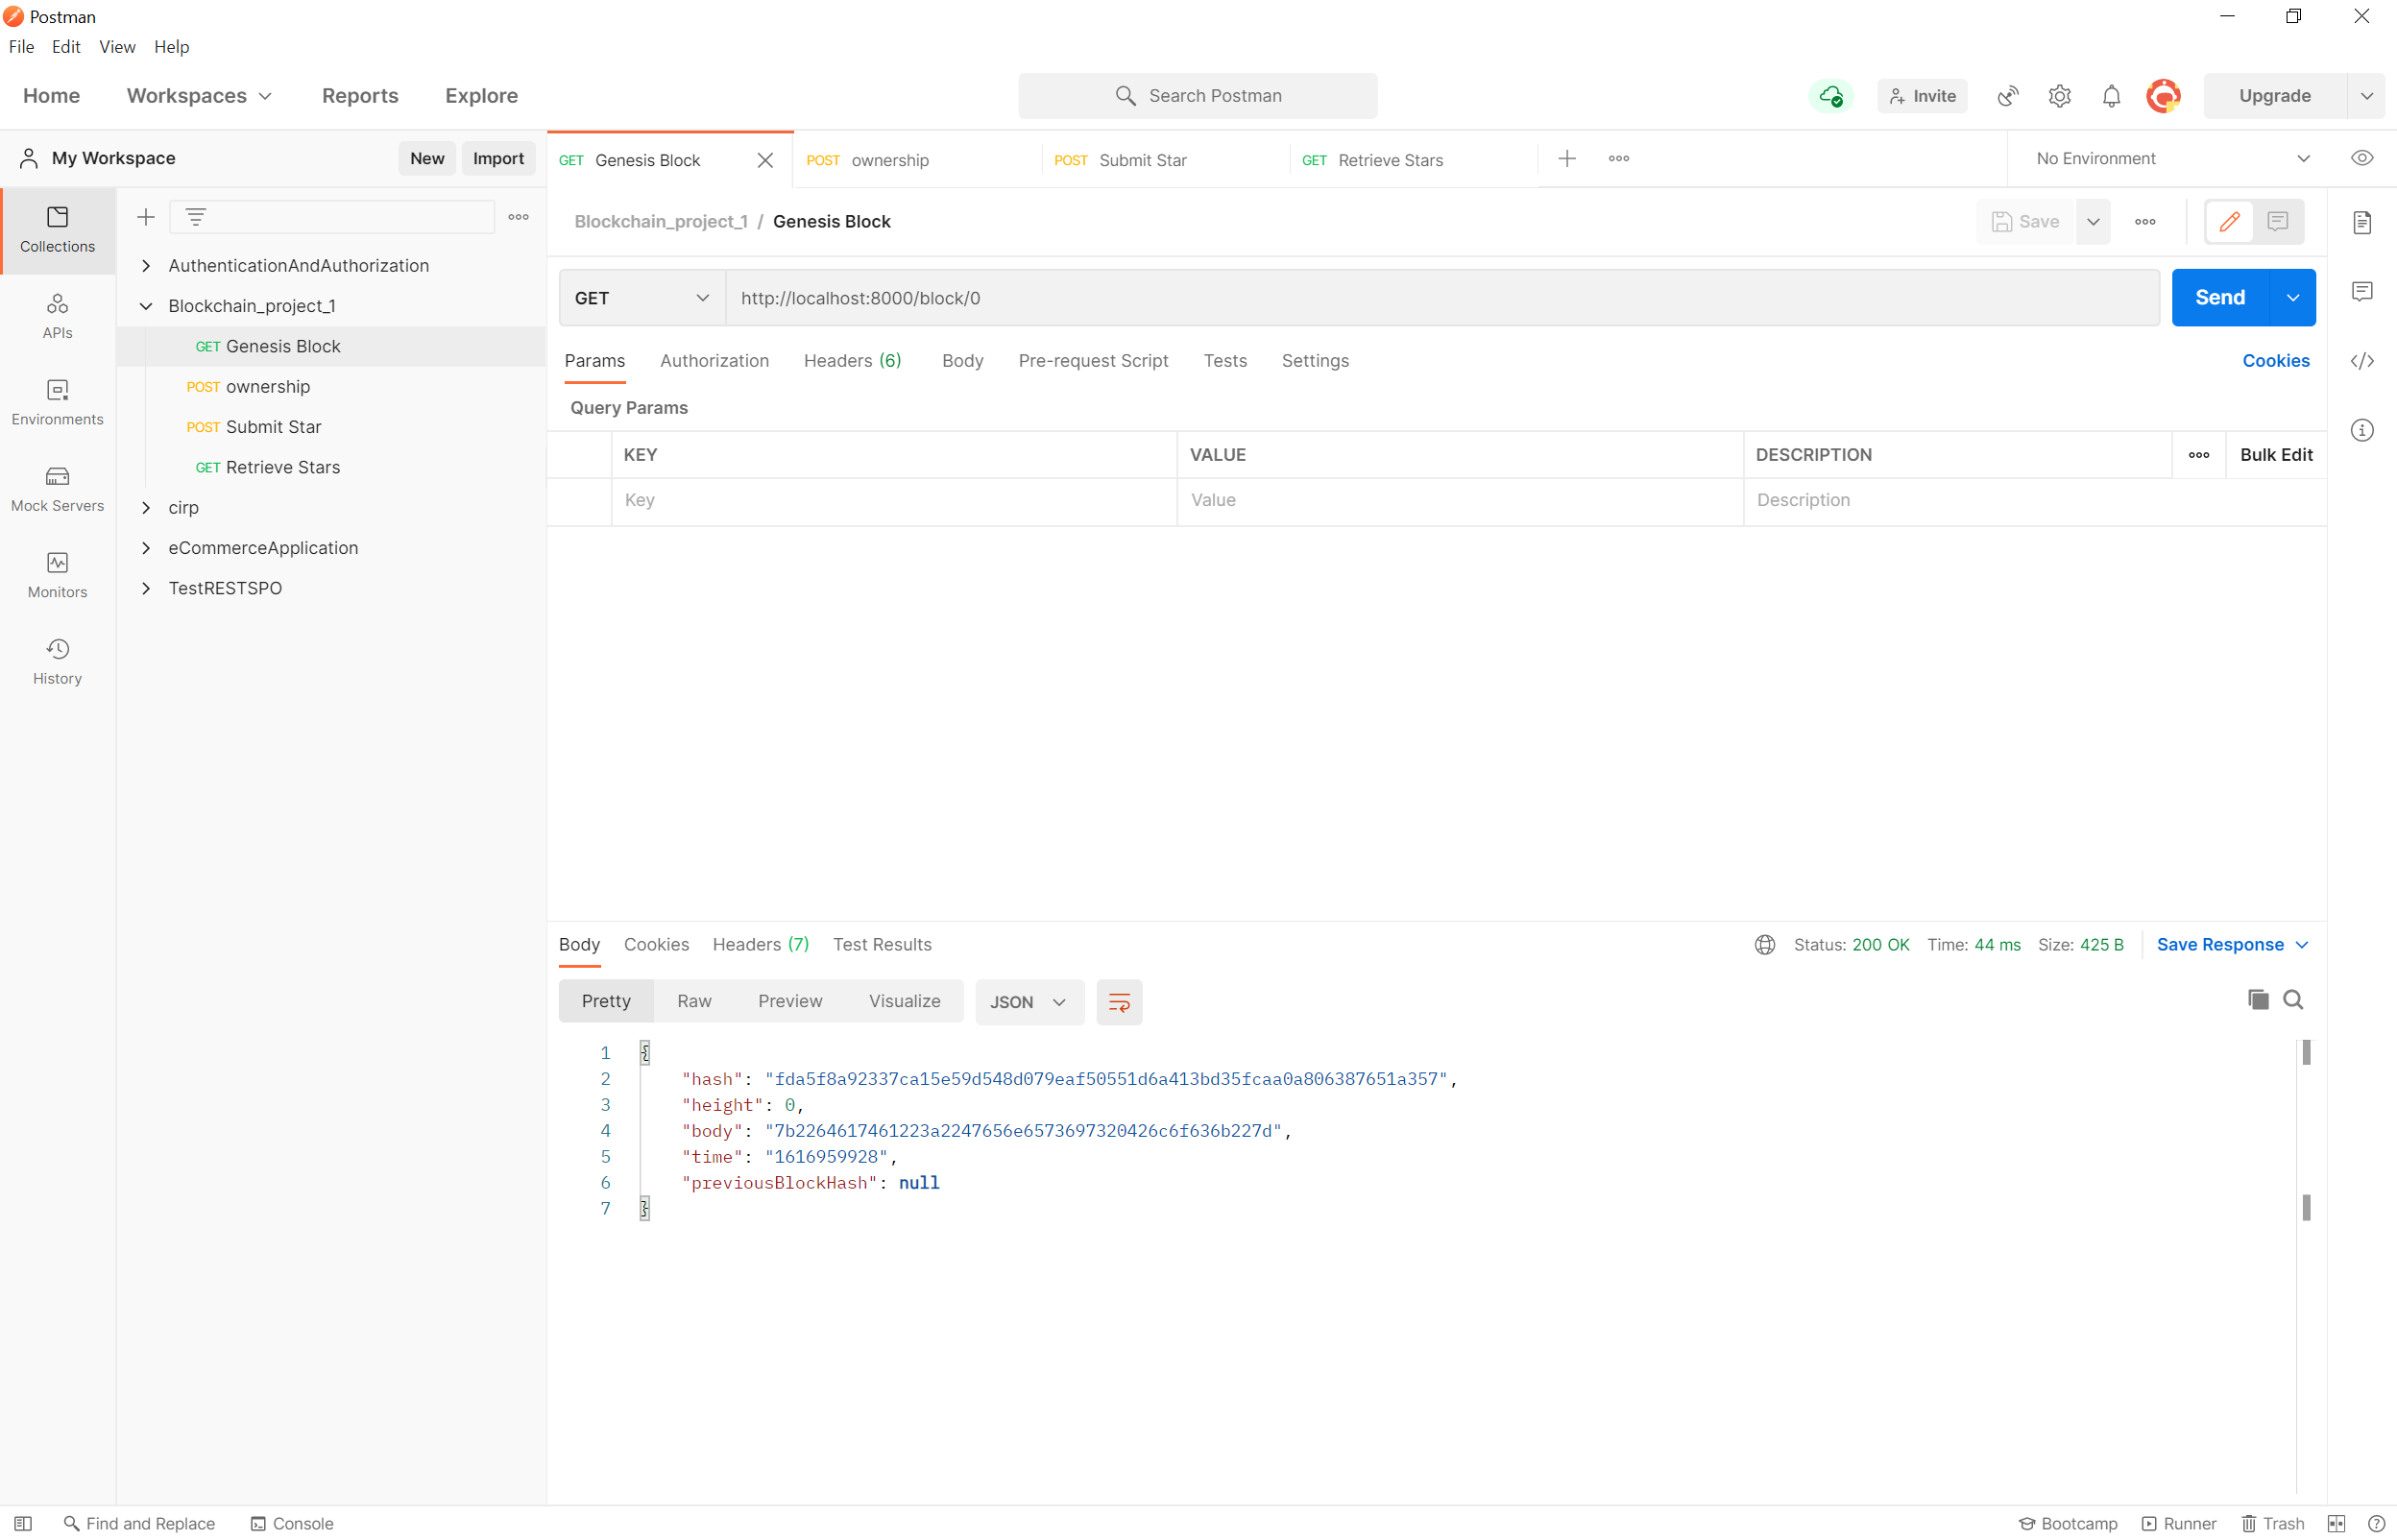 Postman
File Edit View Help
Home Workspaces Reports Explore Search Postman Invite Upgrade
My Workspace New Import GET Genesis Block POST ownership POST Submit Star GET Retrieve Stars No Environment
Collections
APIs
Environments
Mock Servers
Monitors
History
AuthenticationAndAuthorization
Blockchain_project_1
GET Genesis Block
POST ownership
POST Submit Star
GET Retrieve Stars
cirp
eCommerceApplication
TestRESTSPO
Blockchain_project_1 / Genesis Block Save
GET http://localhost:8000/block/0 Send
Params Authorization Headers (6) Body Pre-request Script Tests Settings Cookies
Query Params
KEY VALUE DESCRIPTION Bulk Edit
Key Value Description
Body Cookies Headers (7) Test Results Status: 200 OK Time: 44 ms Size: 425 B Save Response
Pretty Raw Preview Visualize JSON
1 {
2 "hash": "fda5f8a92337ca15e59d548d079eaf50551d6a413bd35fcaa0a806387651a357",
3 "height": 0,
4 "body": "7b2264617461223a2247656e6573697320426c6f636b227d",
5 "time": "1616959928",
6 "previousBlockHash": null
7 }
Find and Replace Console Bootcamp Runner Trash